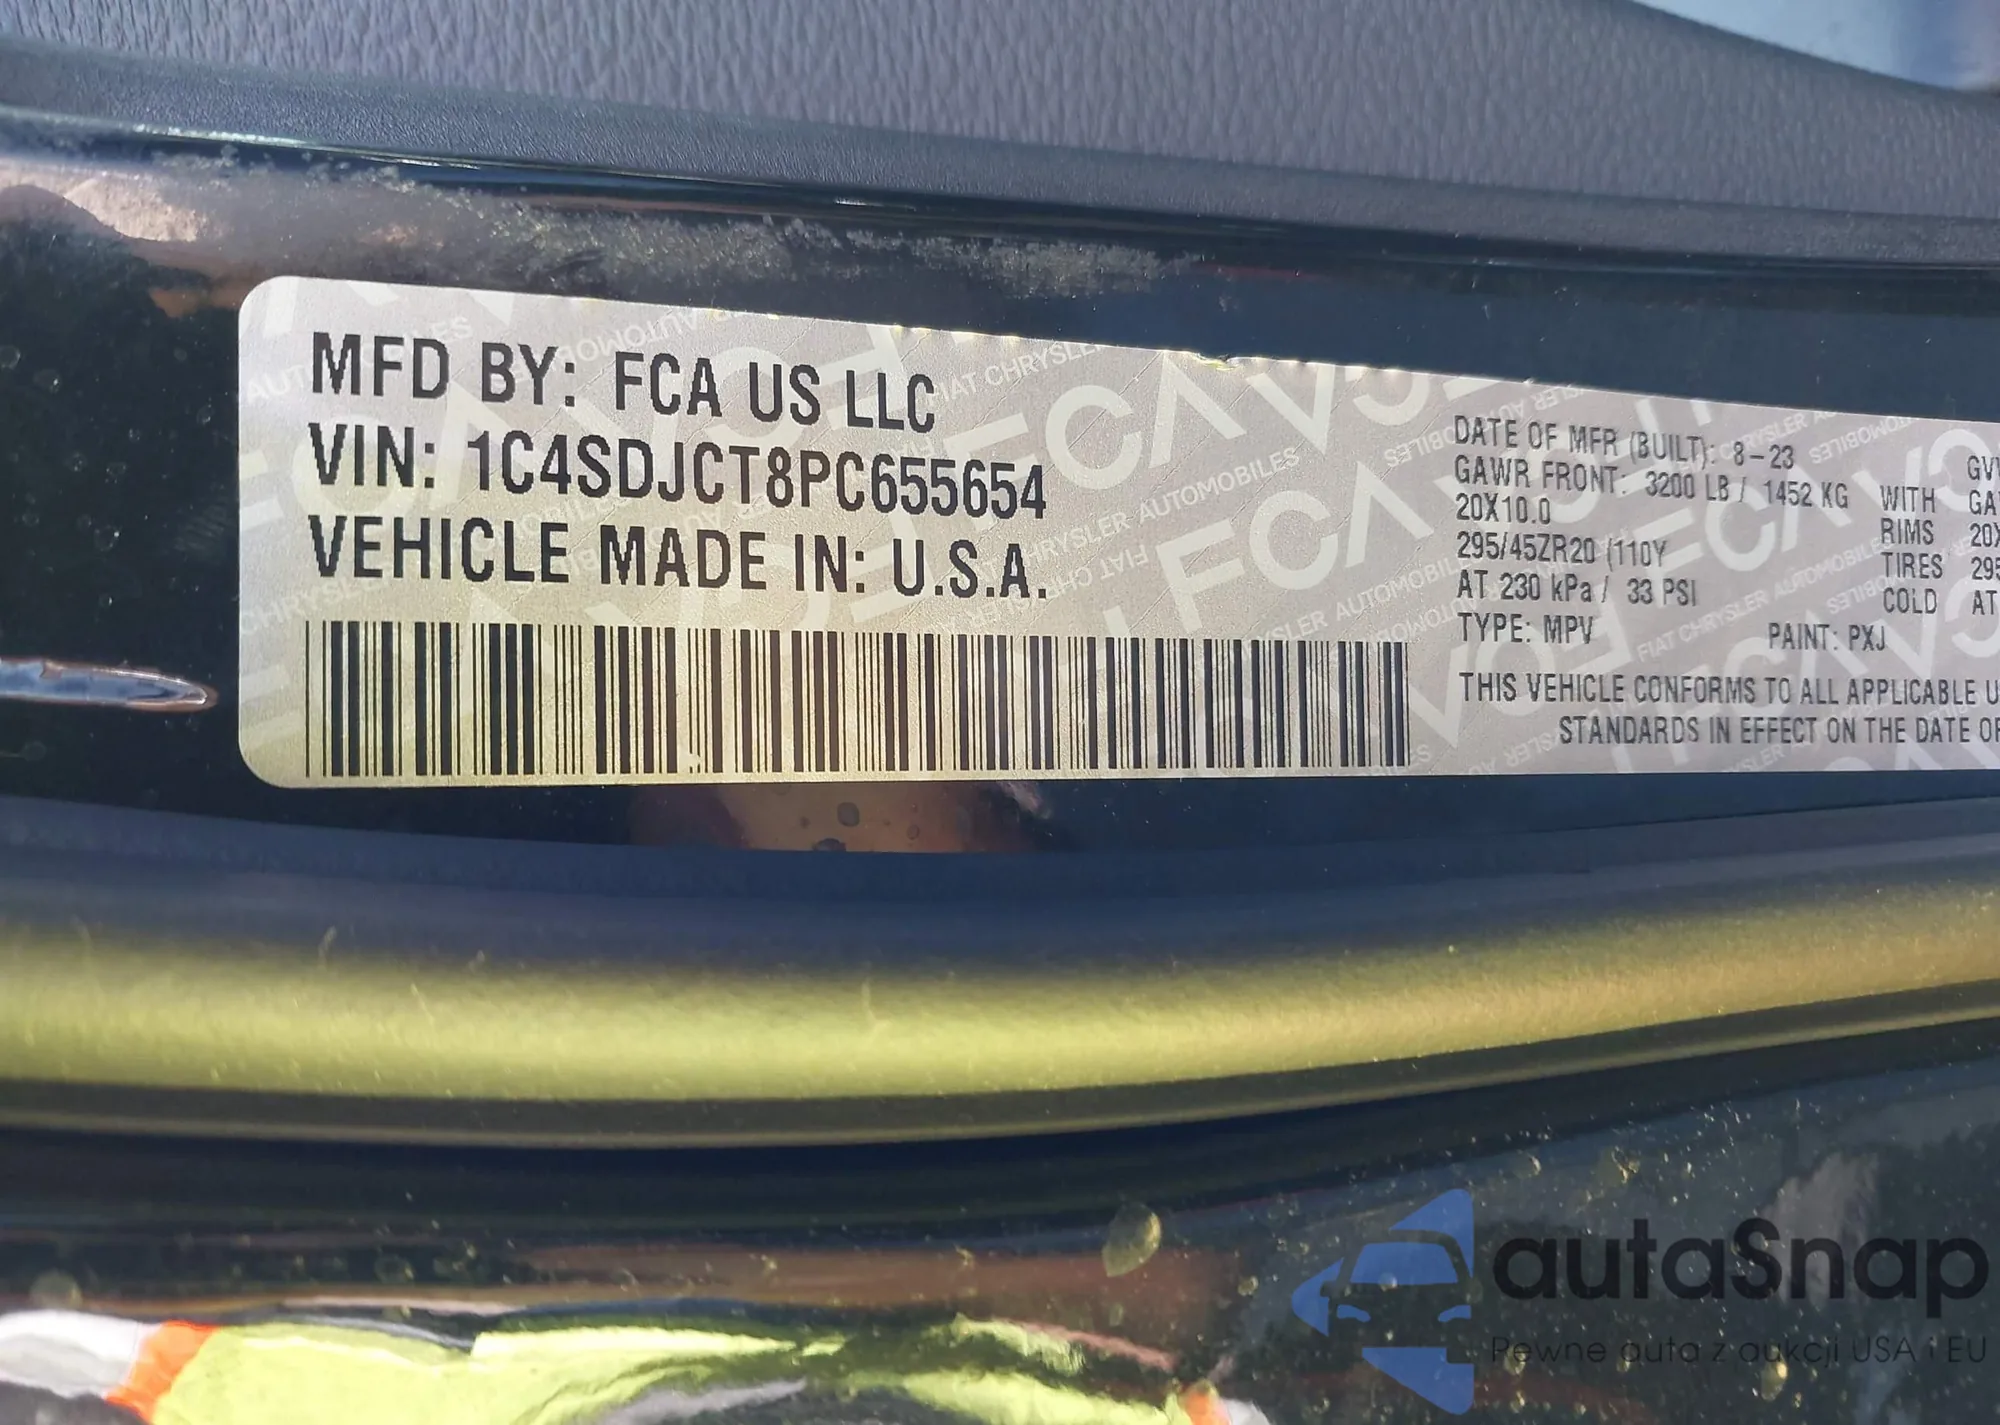 MFD BY: FCA US LLC
VIN: 1C4SDJCT8PC655654
VEHICLE MADE IN: U.S.A.
DATE OF MFR (BUILT): 8-23
GAWR FRONT: 3200 LB / 1452 KG WITH
20X10.0 RIMS
295/45ZR20 (110Y TIRES
AT 230 kPa / 33 PSI COLD AT
TYPE: MPV PAINT: PXJ
THIS VEHICLE CONFORMS TO ALL APPLICABLE
STANDARDS IN EFFECT ON THE DATE
autaSnap
Pewne auta z aukcji USA i EU